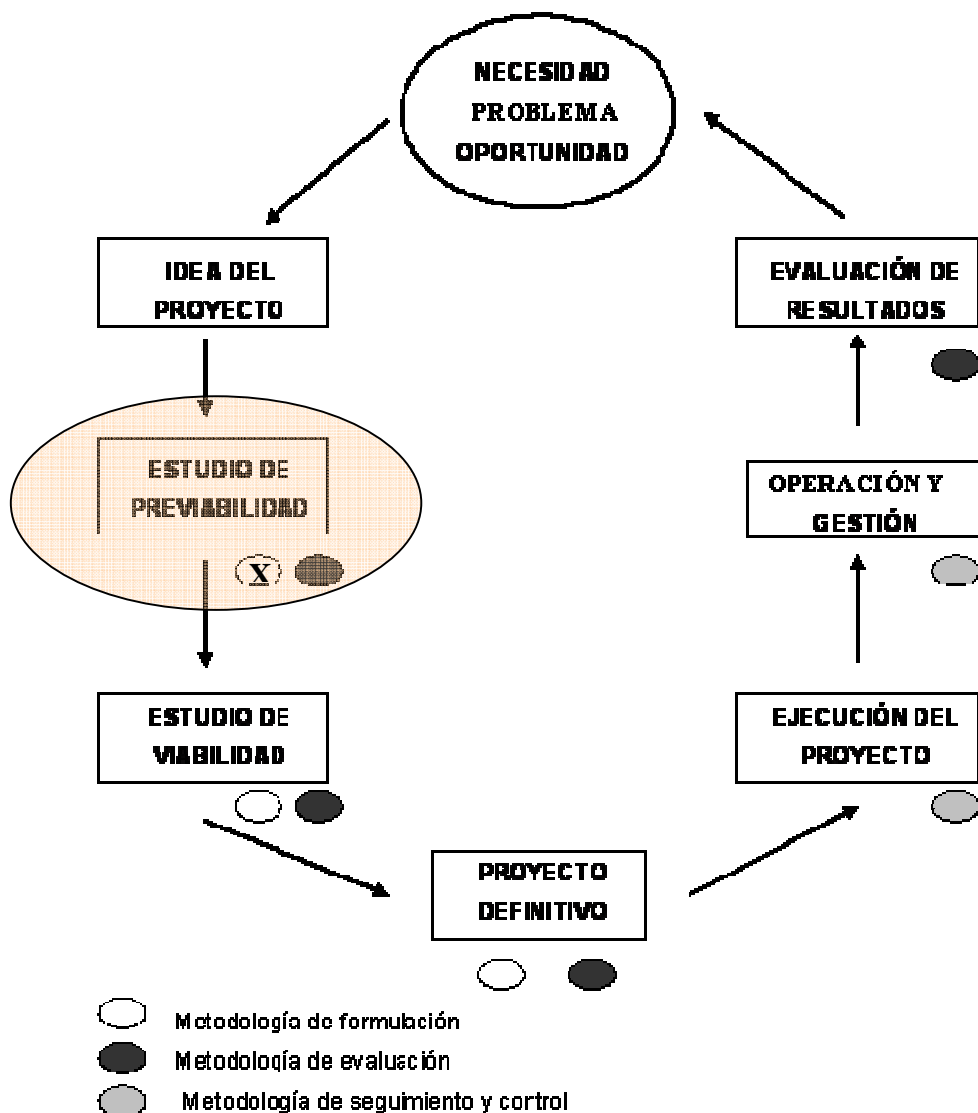 NECESIDAD
PROBLEMA
OPORTUNIDAD
IDEA DEL
PROYECTO
ESTUDIO DE
PREVIABILIDAD
X
ESTUDIO DE
VIABILIDAD
PROYECTO
DEFINITIVO
EJECUCIÓN DEL
PROYECTO
OPERACIÓN Y
GESTIÓN
EVALUACIÓN DE
RESULTADOS
Metodología de formulación
Metodología de evaluación
Metodología de seguimiento y control